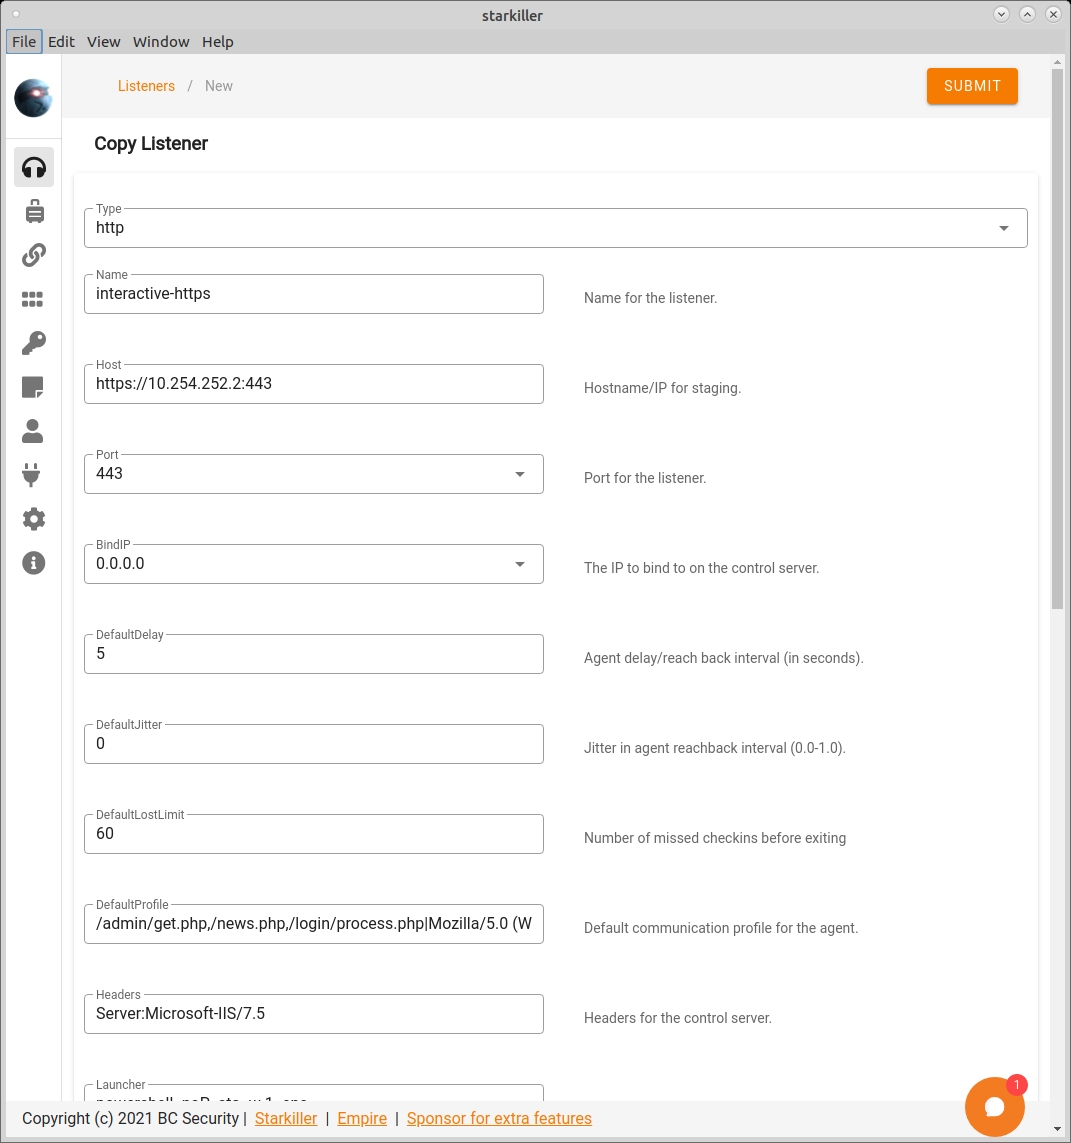 starkiller
File Edit View Window Help
Listeners / New
SUBMIT
Copy Listener
Type
http
Name
interactive-https
Name for the listener.
Host
https://10.254.252.2:443
Hostname/IP for staging.
Port
443
Port for the listener.
BindIP
0.0.0.0
The IP to bind to on the control server.
DefaultDelay
5
Agent delay/reach back interval (in seconds).
DefaultJitter
0
Jitter in agent reachback interval (0.0-1.0).
DefaultLostLimit
60
Number of missed checkins before exiting
DefaultProfile
/admin/get.php,/news.php,/login/process.php|Mozilla/5.0 (W
Default communication profile for the agent.
Headers
Server:Microsoft-IIS/7.5
Headers for the control server.
Launcher
1
Copyright (c) 2021 BC Security | Starkiller | Empire | Sponsor for extra features